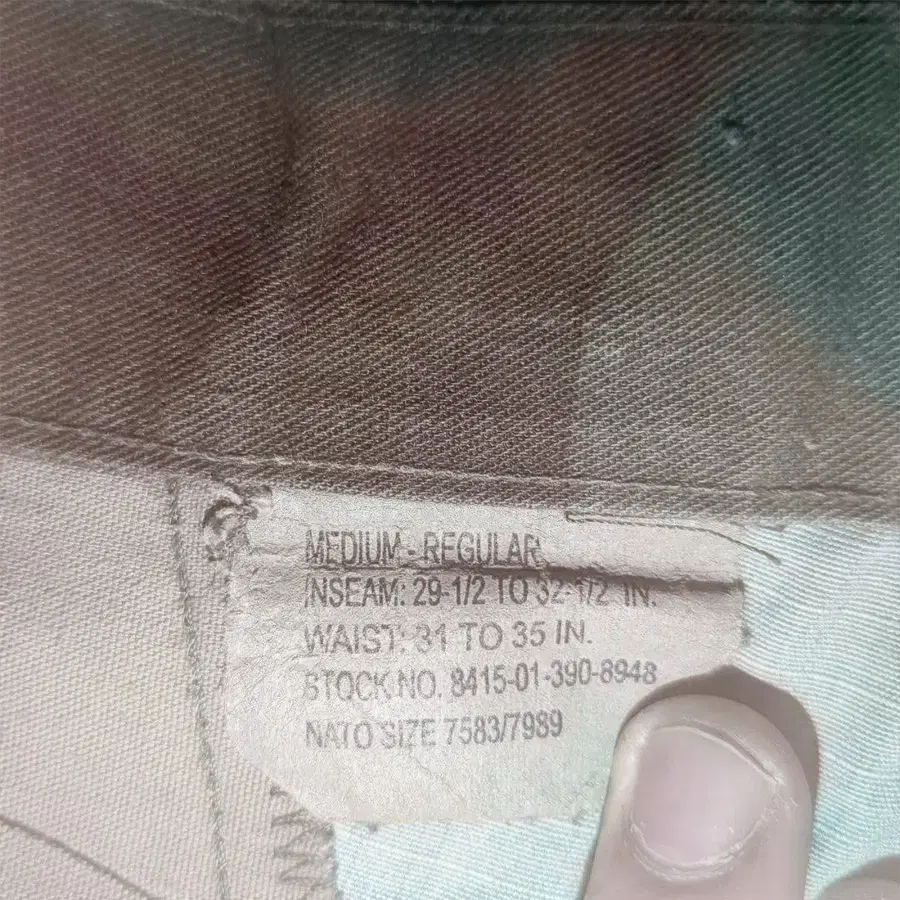 MEDIUM - REGULAR
INSEAM: 29-1/2 TO 32-1/2 IN.
WAIST: 31 TO 35 IN.
STOCK NO. 8415-01-390-8948
NATO SIZE 7583/7989